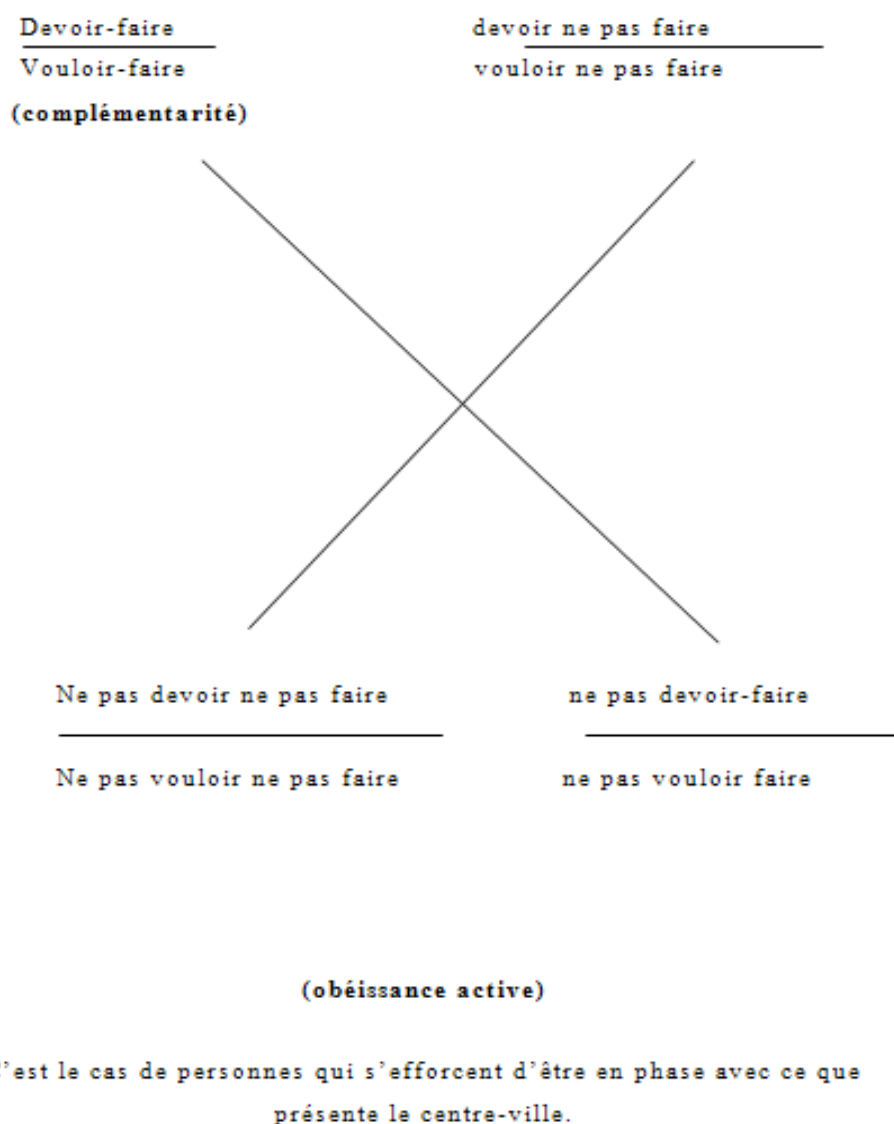 Devoir-faire
devoir ne pas faire
Vouloir-faire
vouloir ne pas faire
(complémentarité)
Ne pas devoir ne pas faire
ne pas devoir-faire
Ne pas vouloir ne pas faire
ne pas vouloir faire
(obéissance active)
'est le cas de personnes qui s'efforcent d'être en phase avec ce que
présente le centre-ville.